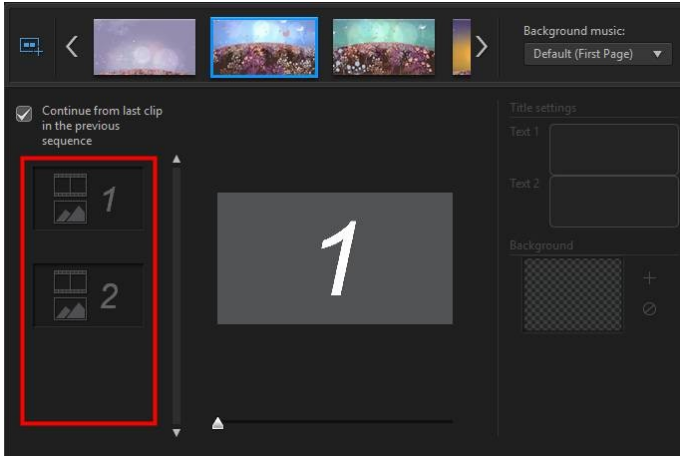 Background music:
Default (First Page)
Continue from last clip
in the previous
sequence
1
2
1
Title settings
Text 1
Text 2
Background